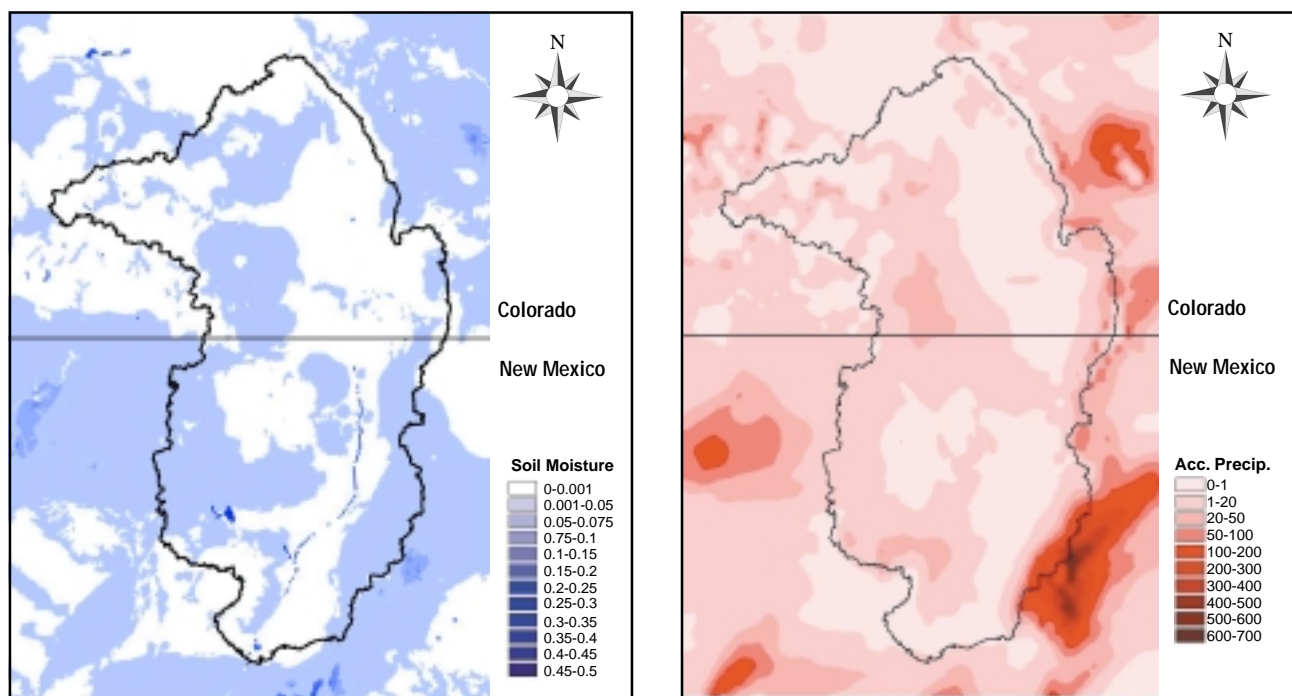 N
Colorado
New Mexico
Soil Moisture
0-0.001
0.001-0.05
0.05-0.075
0.75-0.1
0.1-0.15
0.15-0.2
0.2-0.25
0.25-0.3
0.3-0.35
0.35-0.4
0.4-0.45
0.45-0.5
N
Colorado
New Mexico
Acc. Precip.
0-1
1-20
20-50
50-100
100-200
200-300
300-400
400-500
500-600
600-700